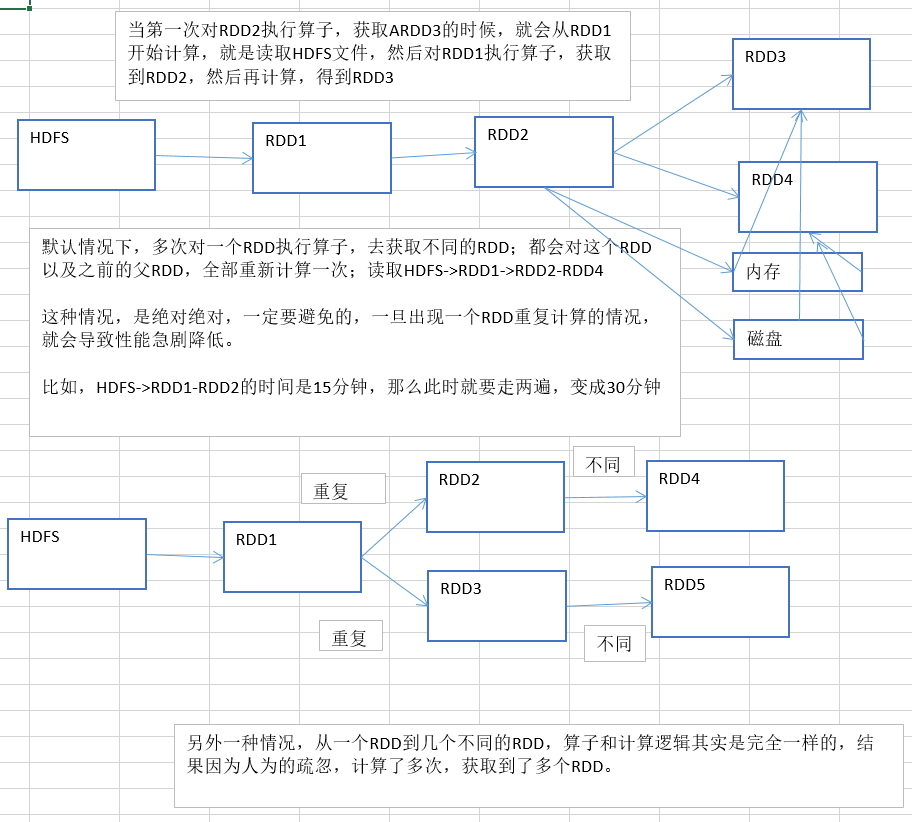 当第一次对RDD2执行算子，获取ARDD3的时候，就会从RDD1
开始计算，就是读取HDFS文件，然后对RDD1执行算子，获取
到RDD2，然后再计算，得到RDD3
RDD3
HDFS
RDD1
RDD2
RDD4
默认情况下，多次对一个RDD执行算子，去获取不同的RDD；都会对这个RDD
以及之前的父RDD，全部重新计算一次；读取HDFS->RDD1->RDD2-RDD4
内存
这种情况，是绝对绝对，一定要避免的，一旦出现一个RDD重复计算的情况，
就会导致性能急剧降低。
磁盘
比如，HDFS->RDD1-RDD2的时间是15分钟，那么此时就要走两遍，变成30分钟
不同
重复
RDD2
RDD4
HDFS
RDD1
RDD3
RDD5
重复
不同
另外一种情况，从一个RDD到几个不同的RDD，算子和计算逻辑其实是完全一样的，结
果因为人为的疏忽，计算了多次，获取到了多个RDD。